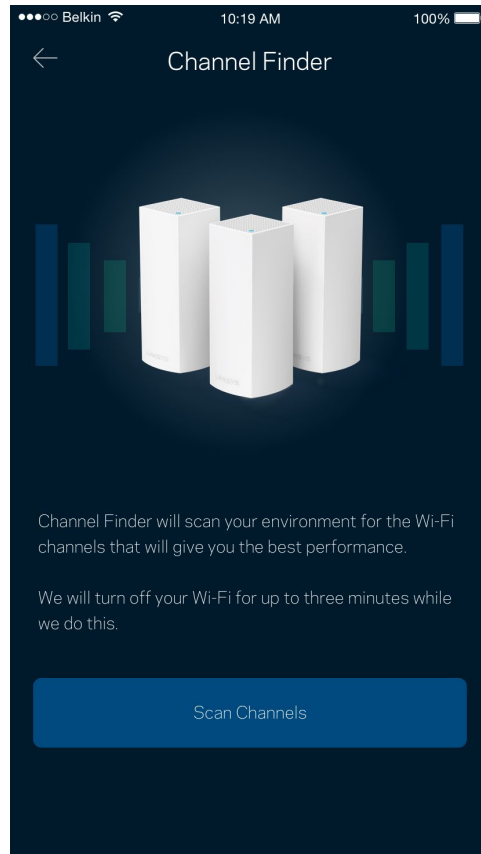 Belkin 10:19 AM 100%
Channel Finder
Channel Finder will scan your environment for the Wi-Fi
channels that will give you the best performance.
We will turn off your Wi-Fi for up to three minutes while
we do this.
Scan Channels